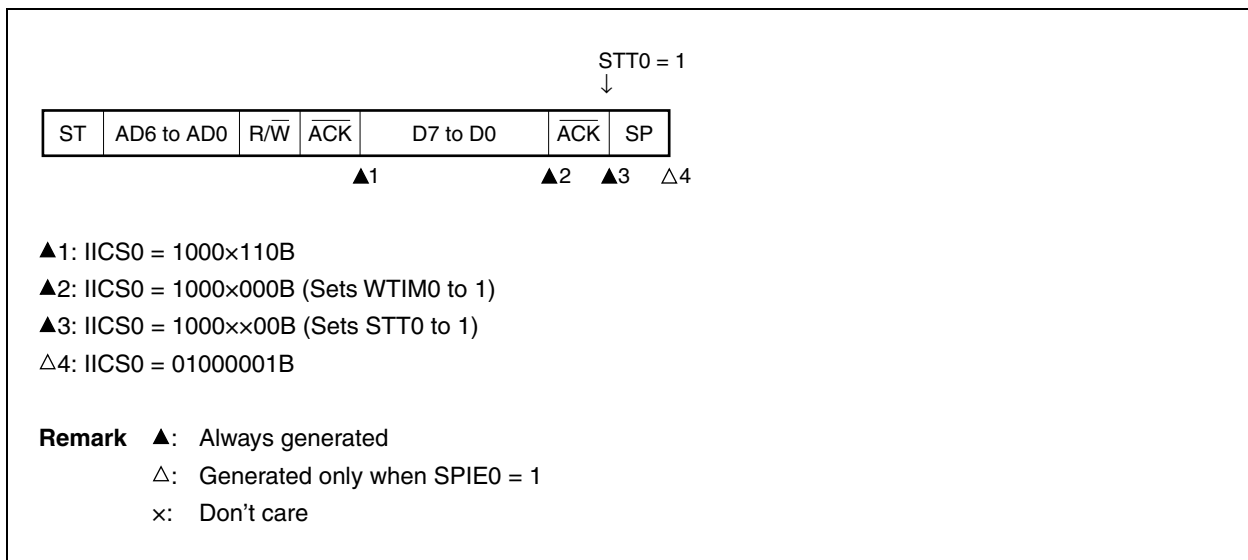 STT0 = 1
↓
ST AD6 to AD0 R/W̅ A̅C̅K̅ D7 to D0 A̅C̅K̅ SP
▲1 ▲2 ▲3 △4
▲1: IICS0 = 1000×110B
▲2: IICS0 = 1000×000B (Sets WTIM0 to 1)
▲3: IICS0 = 1000××00B (Sets STT0 to 1)
△4: IICS0 = 01000001B
Remark ▲: Always generated
△: Generated only when SPIE0 = 1
×: Don't care